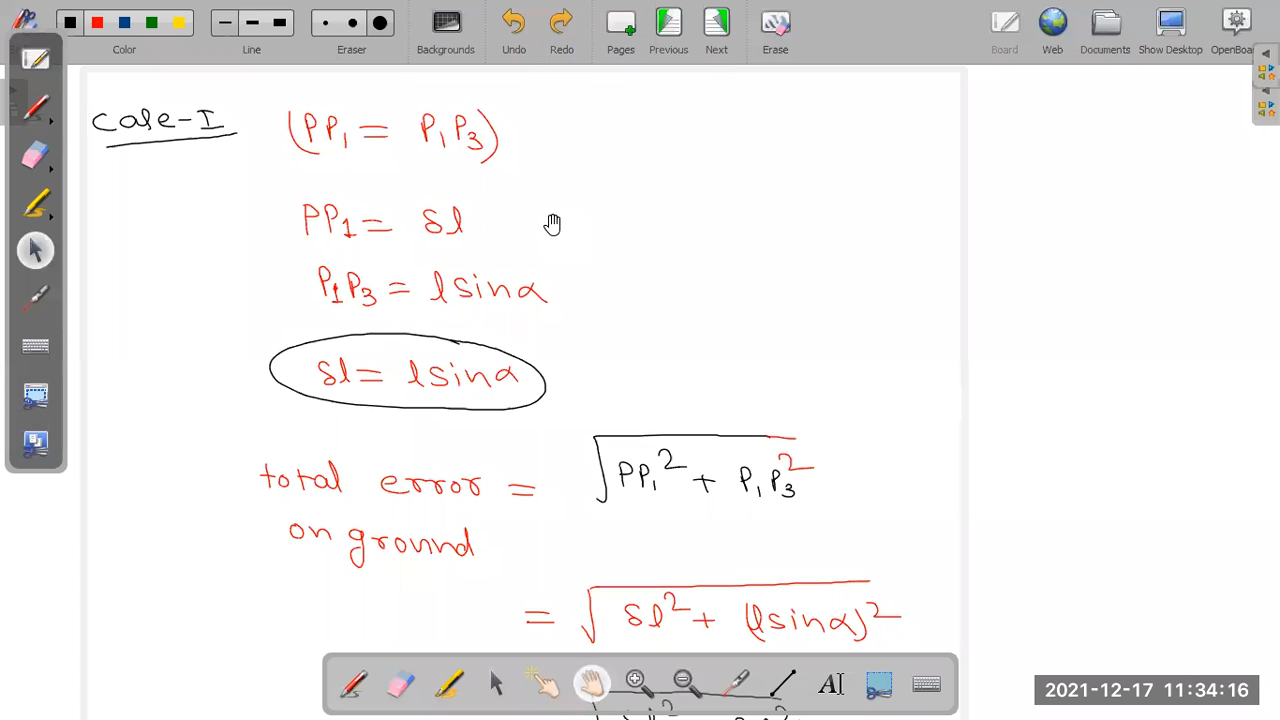 Color Line Eraser Backgrounds Undo Redo Pages Previous Next Erase Board Web Documents Show Desktop OpenBoard
Case-I (PP₁ = P₁P₃)
PP₁ = δl
P₁P₃ = l sinα
δl = l sinα
total error = √PP₁² + P₁P₃²
on ground
= √δl² + (l sinα)²
2021-12-17 11:34:16